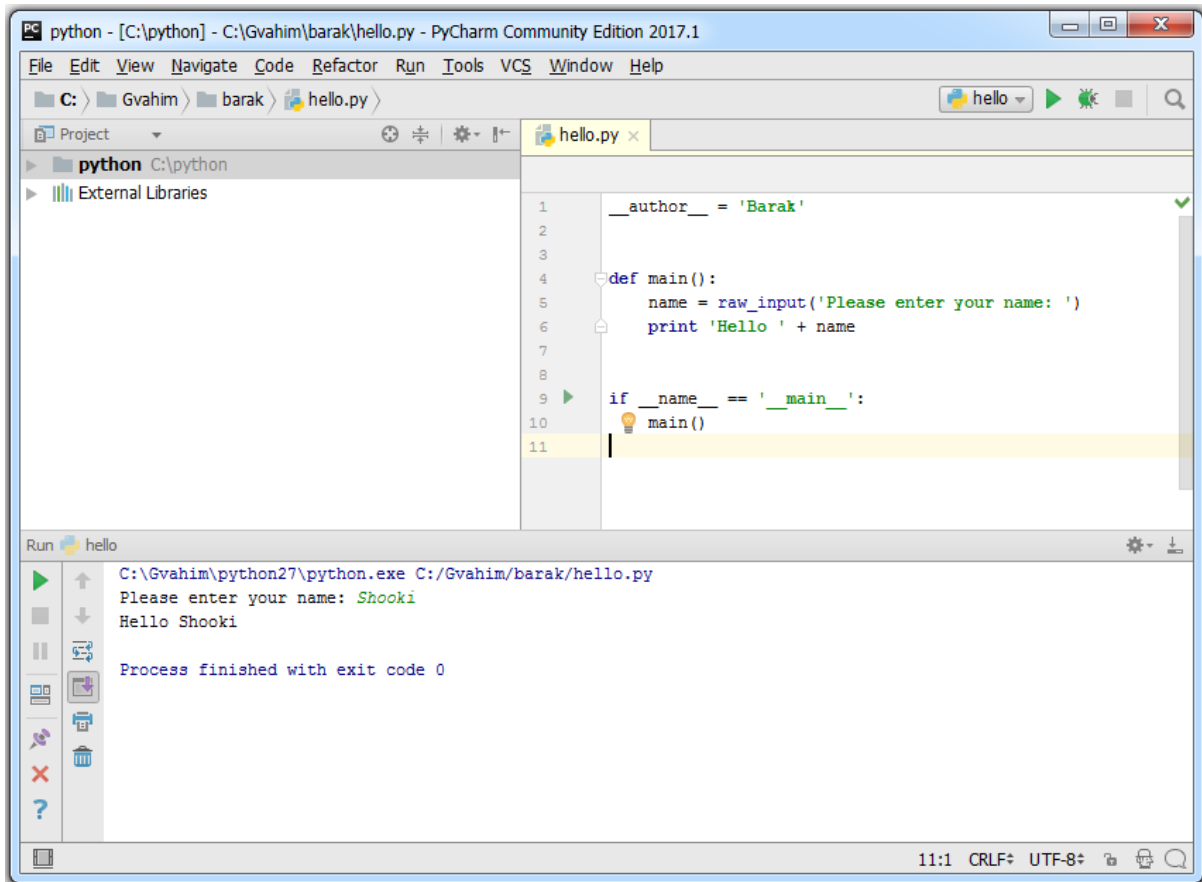 python - [C:\python] - C:\Gvahim\barak\hello.py - PyCharm Community Edition 2017.1
File Edit View Navigate Code Refactor Run Tools VCS Window Help
C: Gvahim barak hello.py hello
Project
hello.py
python C:\python
External Libraries
1 __author__ = 'Barak'
2
3
4 def main():
5 name = raw_input('Please enter your name: ')
6 print 'Hello ' + name
7
8
9 if __name__ == '__main__':
10 main()
11
Run hello
C:\Gvahim\python27\python.exe C:/Gvahim/barak/hello.py
Please enter your name: Shooki
Hello Shooki
Process finished with exit code 0
11:1 CRLF UTF-8